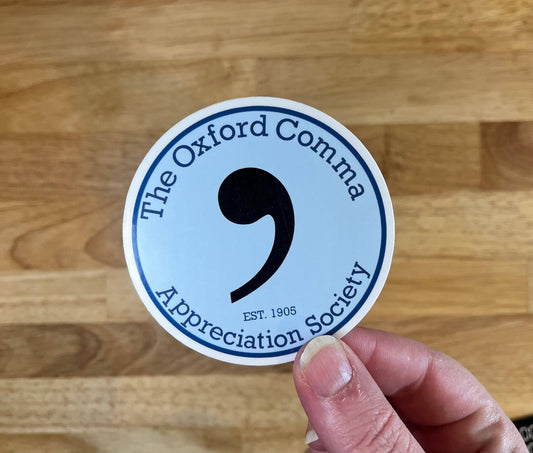 The Oxford Comma
,
EST. 1905
Appreciation Society